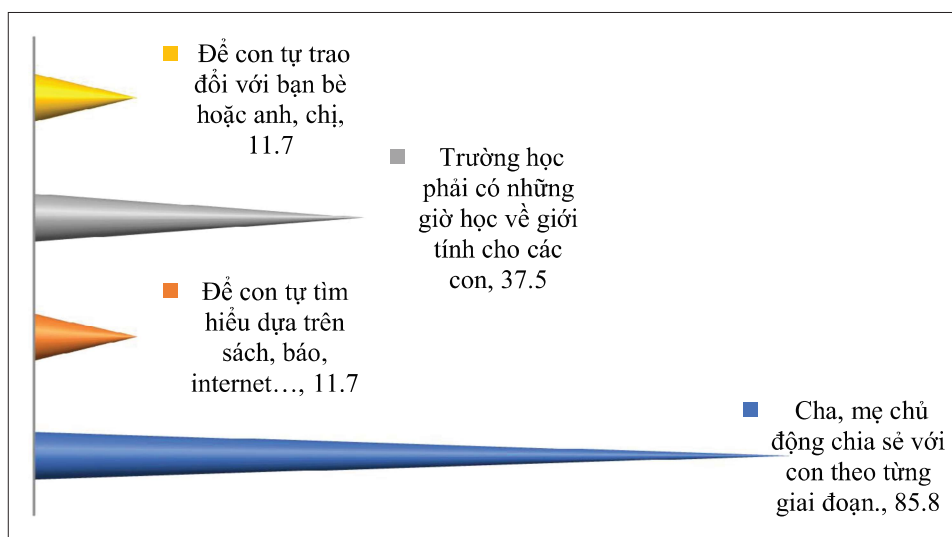 Để con tự trao
đổi với bạn bè
hoặc anh, chị,
11.7
Trường học
phải có những
giờ học về giới
tính cho các
con, 37.5
Để con tự tìm
hiểu dựa trên
sách, báo,
internet…, 11.7
Cha, mẹ chủ
động chia sẻ với
con theo từng
giai đoạn., 85.8